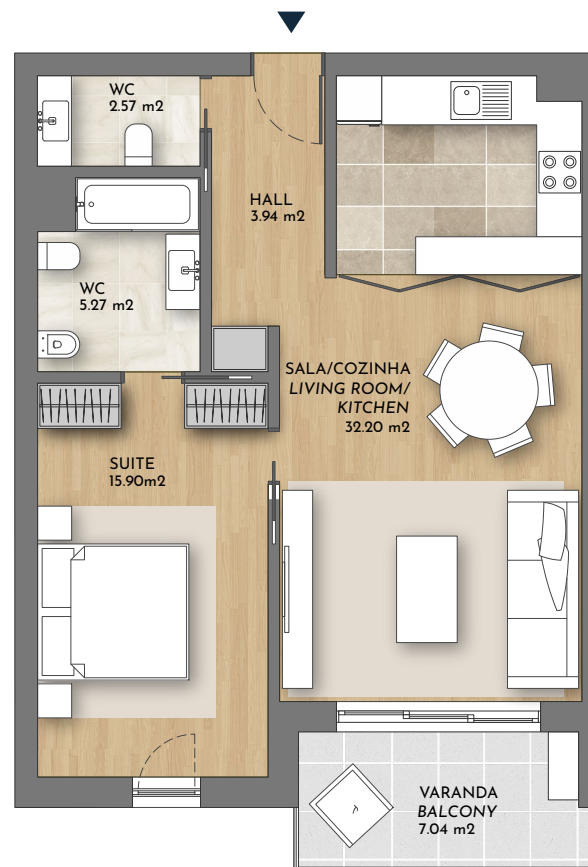 WC
2.57 m2
HALL
3.94 m2
WC
5.27 m2
SALA/COZINHA
LIVING ROOM/
KITCHEN
32.20 m2
SUITE
15.90m2
VARANDA
BALCONY
7.04 m2